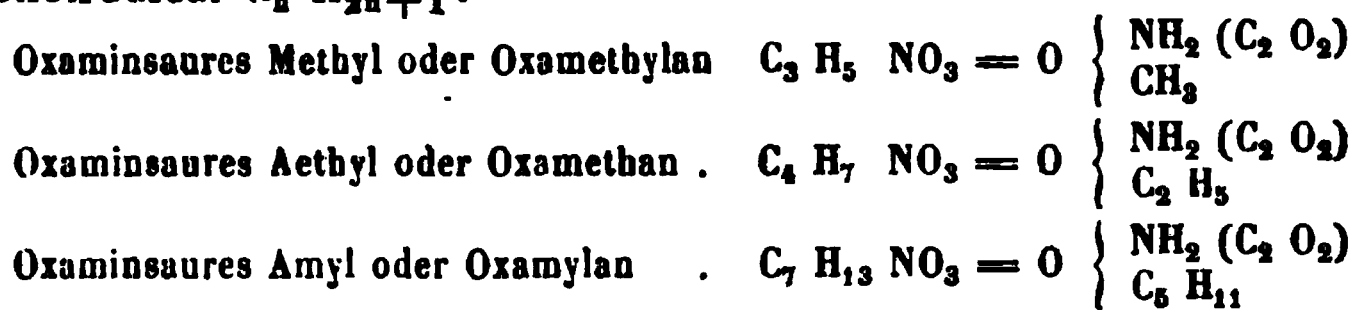 Oxaminsaures Methyl oder Oxamethylan C₃ H₅ NO₃ = O { NH₂ (C₂ O₂) CH₃
Oxaminsaures Aethyl oder Oxamethan . C₄ H₇ NO₃ = O { NH₂ (C₂ O₂) C₂ H₅
Oxaminsaures Amyl oder Oxamylan . C₇ H₁₃ NO₃ = O { NH₂ (C₂ O₂) C₅ H₁₁